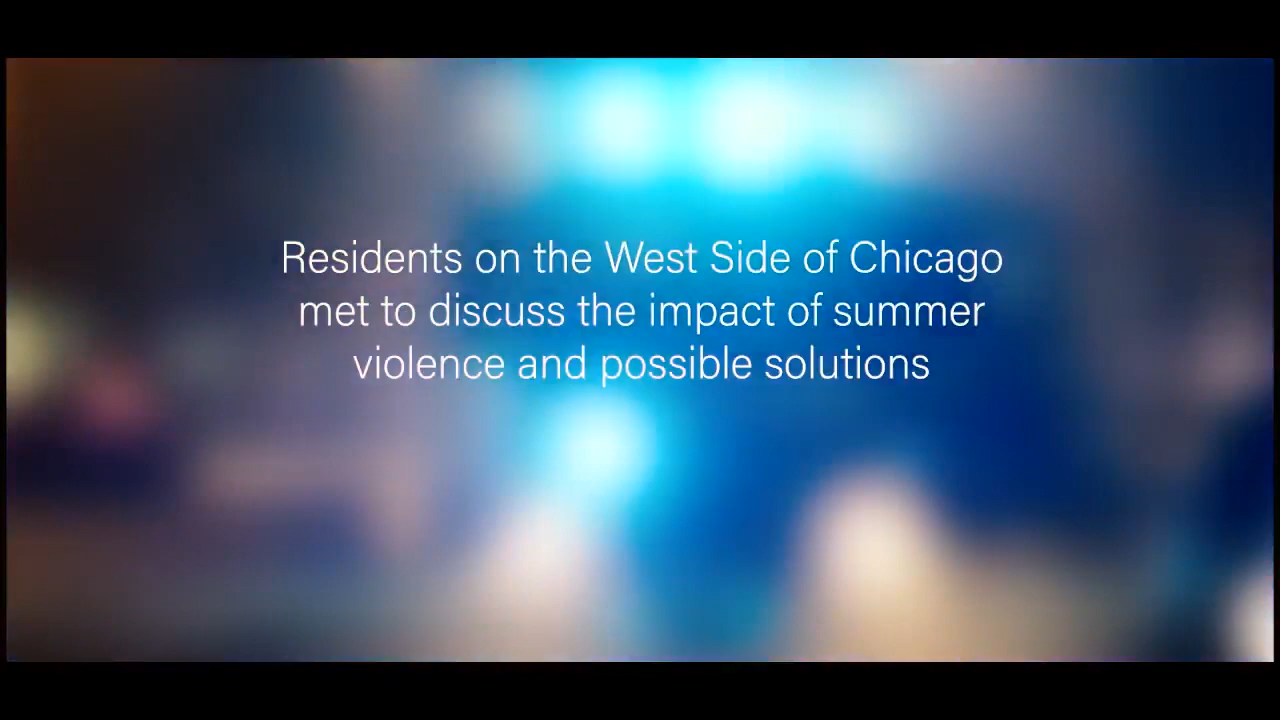 Residents on the West Side of Chicago
met to discuss the impact of summer
violence and possible solutions